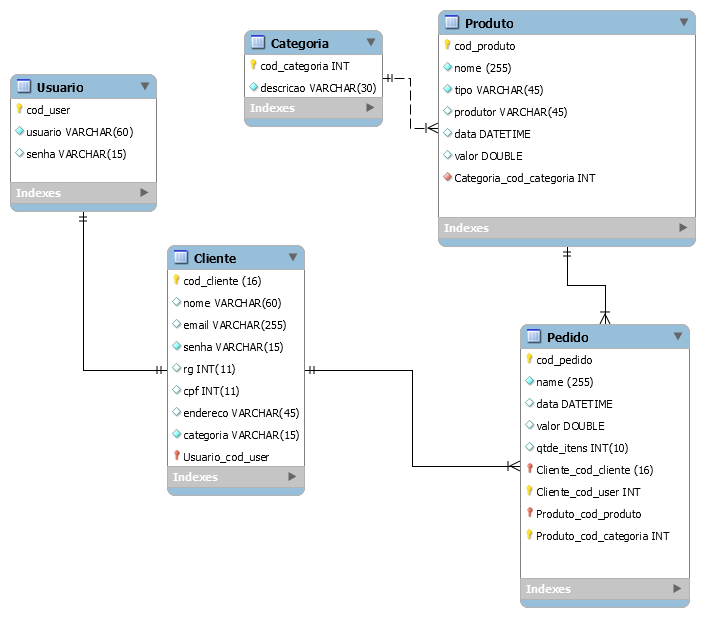 Usuario
cod_user
usuario VARCHAR(60)
senha VARCHAR(15)
Indexes
Categoria
cod_categoria INT
descricao VARCHAR(30)
Indexes
Produto
cod_produto
nome (255)
tipo VARCHAR(45)
produtor VARCHAR(45)
data DATETIME
valor DOUBLE
Categoria_cod_categoria INT
Indexes
Cliente
cod_cliente (16)
nome VARCHAR(60)
email VARCHAR(255)
senha VARCHAR(15)
rg INT(11)
cpf INT(11)
endereco VARCHAR(45)
categoria VARCHAR(15)
Usuario_cod_user
Indexes
Pedido
cod_pedido
name (255)
data DATETIME
valor DOUBLE
qtde_itens INT(10)
Cliente_cod_cliente (16)
Cliente_cod_user INT
Produto_cod_produto
Produto_cod_categoria INT
Indexes